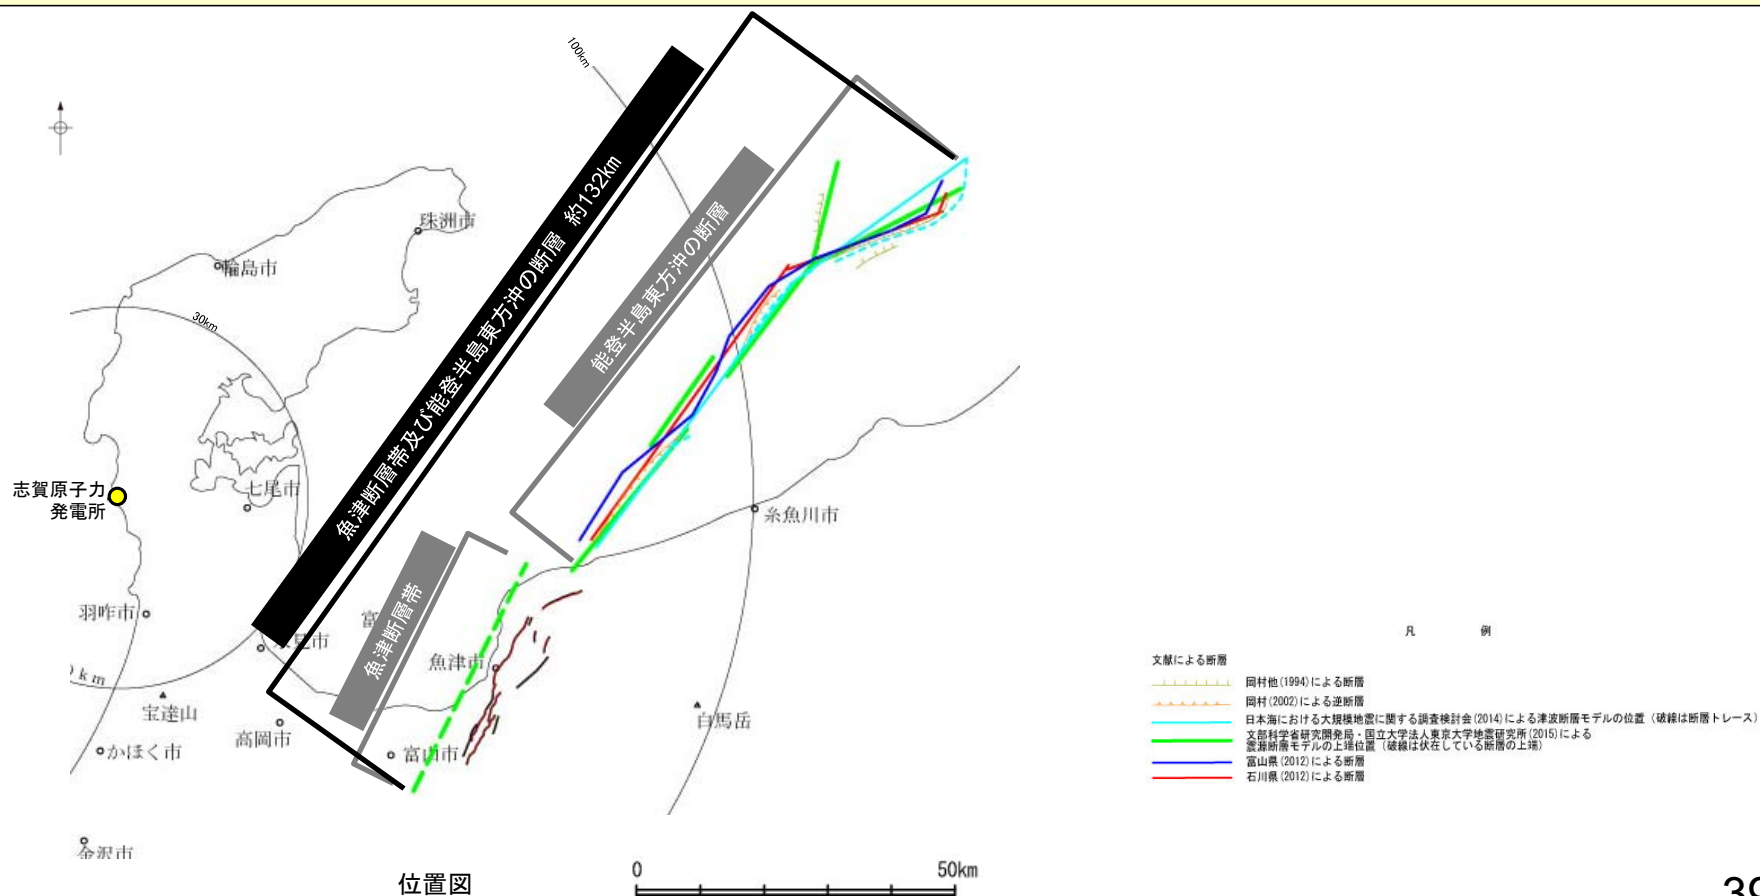 100km
魚津断層帯及び能登半島東方沖の断層 約132km
能登半島東方沖の断層
珠洲市
輪島市
30km
志賀原子力
発電所
七尾市
糸魚川市
魚津断層帯
羽咋市
富
見市
魚津市
km
宝達山
高岡市
白馬岳
かほく市
富山市
金沢市
位置図
0 50km
凡 例
文献による断層
岡村他(1994)による断層
岡村(2002)による逆断層
日本海における大規模地震に関する調査検討会(2014)による津波断層モデルの位置(破線は断層トレース)
文部科学省研究開発局・国立大学法人東京大学地震研究所(2015)による
震源断層モデルの上端位置(破線は伏在している断層の上端)
富山県(2012)による断層
石川県(2012)による断層
39